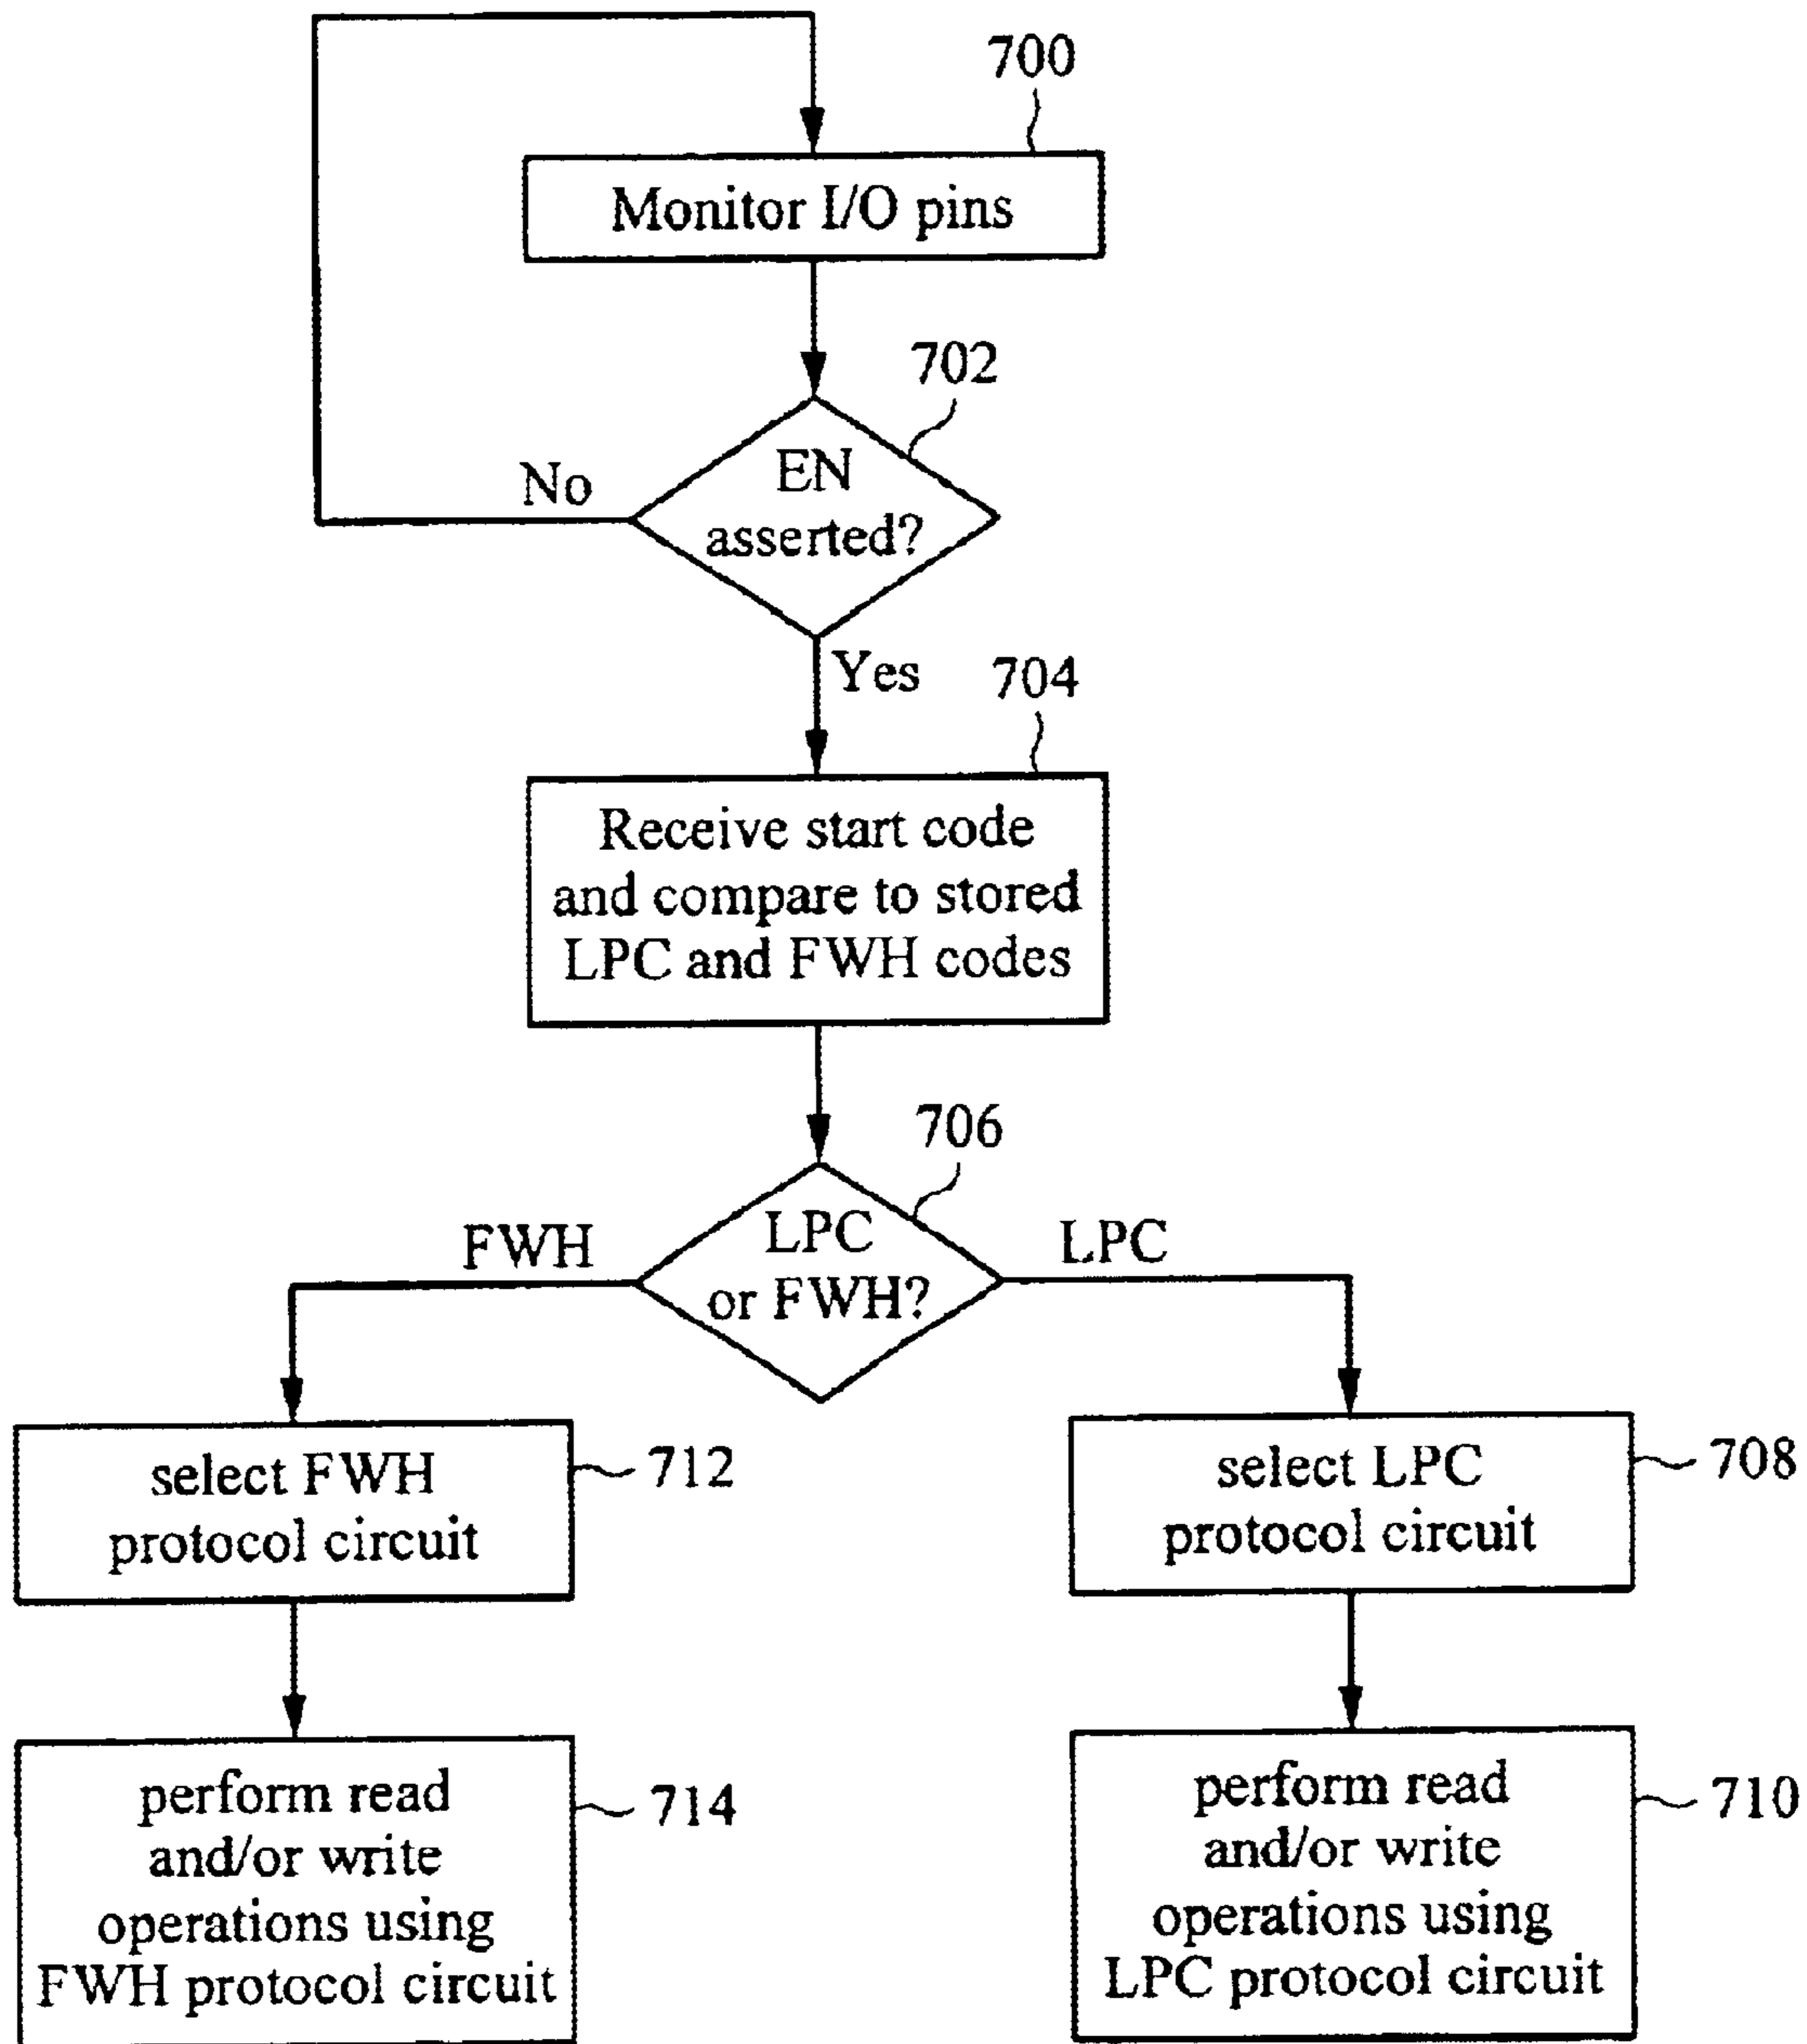 700
Monitor I/O pins
702
EN
asserted?
No
Yes
704
Receive start code
and compare to stored
LPC and FWH codes
706
LPC
or FWH?
FWH
LPC
select FWH
protocol circuit
712
select LPC
protocol circuit
708
perform read
and/or write
operations using
FWH protocol circuit
714
perform read
and/or write
operations using
LPC protocol circuit
710